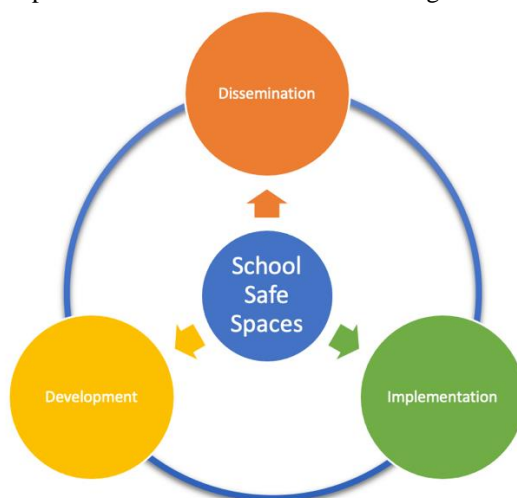 Dissemination
School
Safe
Spaces
Development
Implementation